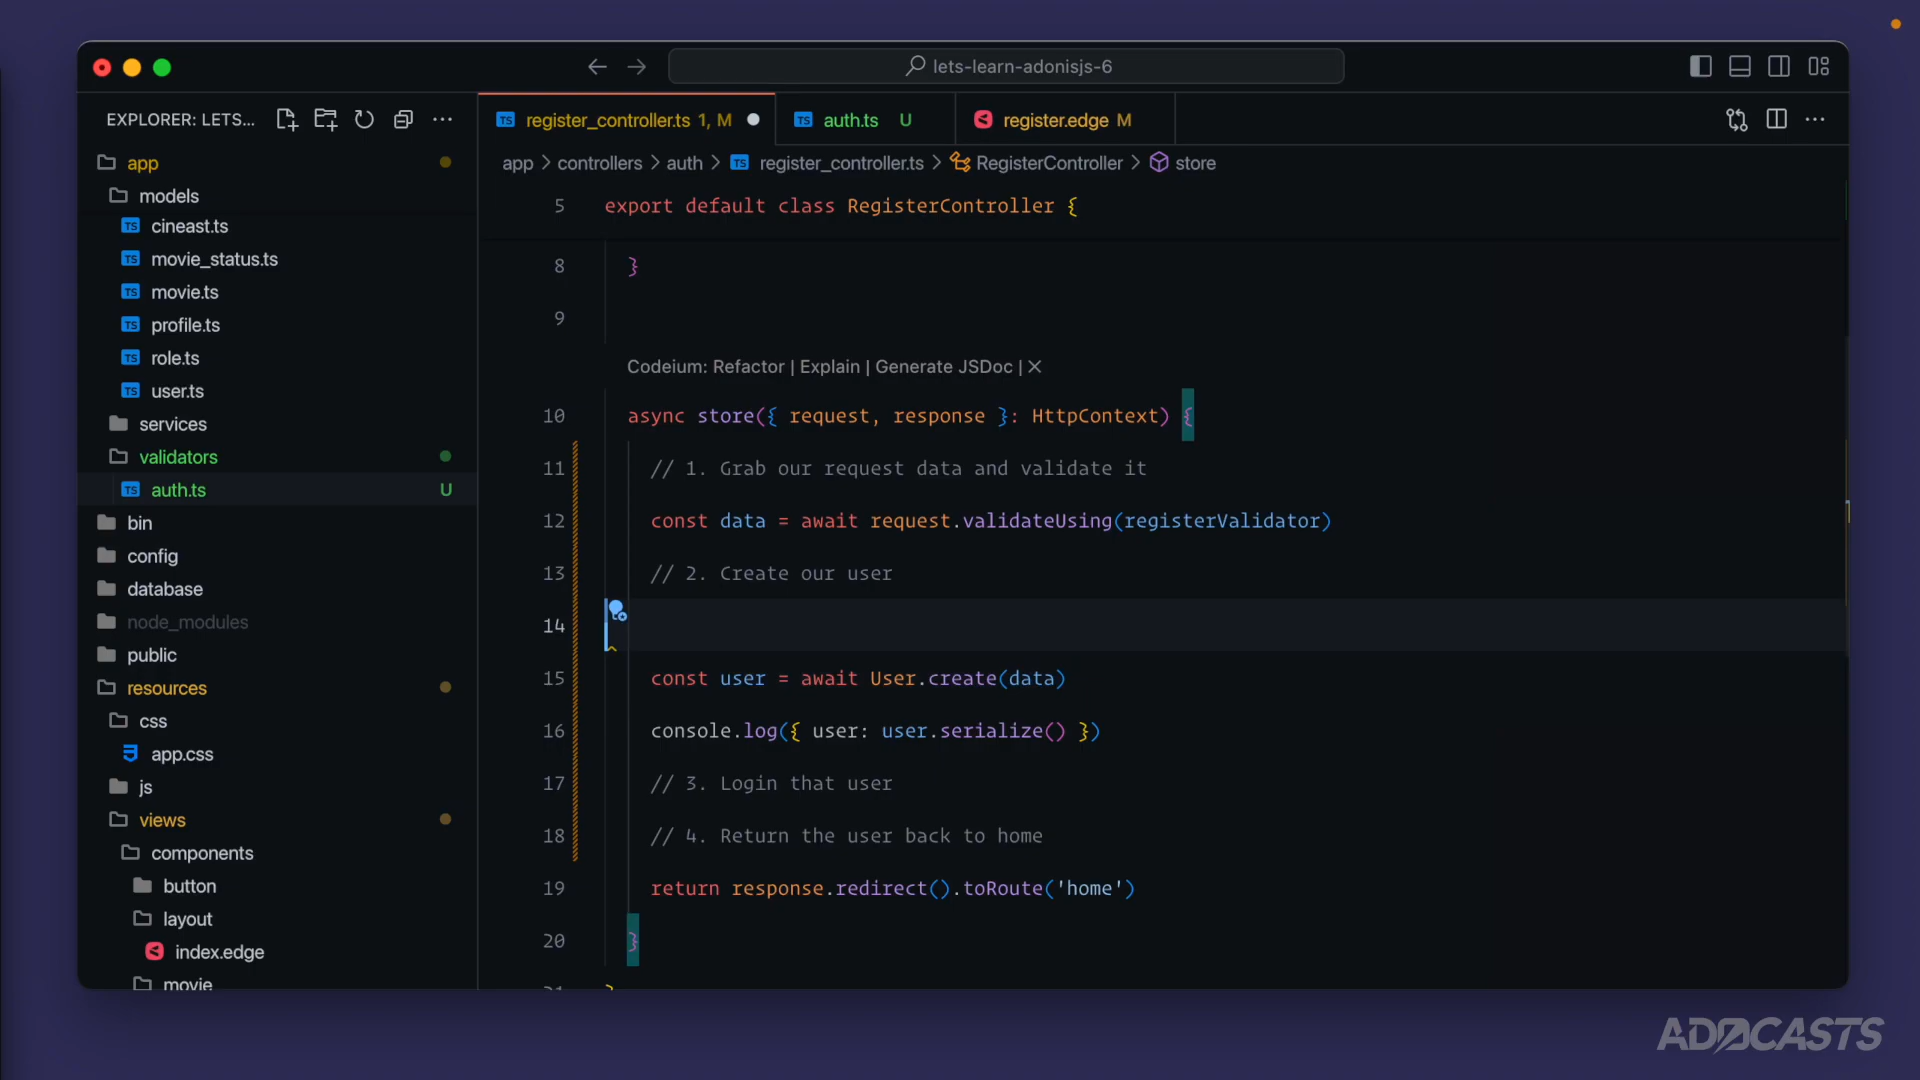 lets-learn-adonisjs-6
EXPLORER: LETS...
app
models
cineast.ts
movie_status.ts
movie.ts
profile.ts
role.ts
user.ts
services
validators
auth.ts U
bin
config
database
node_modules
public
resources
css
app.css
js
views
components
button
layout
index.edge
movie
register_controller.ts 1, M
auth.ts U
register.edge M
app > controllers > auth > register_controller.ts > RegisterController > store
5 export default class RegisterController {
8 }
9
Codeium: Refactor | Explain | Generate JSDoc | ×
10 async store({ request, response }: HttpContext) {
11 // 1. Grab our request data and validate it
12 const data = await request.validateUsing(registerValidator)
13 // 2. Create our user
14
15 const user = await User.create(data)
16 console.log({ user: user.serialize() })
17 // 3. Login that user
18 // 4. Return the user back to home
19 return response.redirect().toRoute('home')
20 }
21 }
ADOCASTS